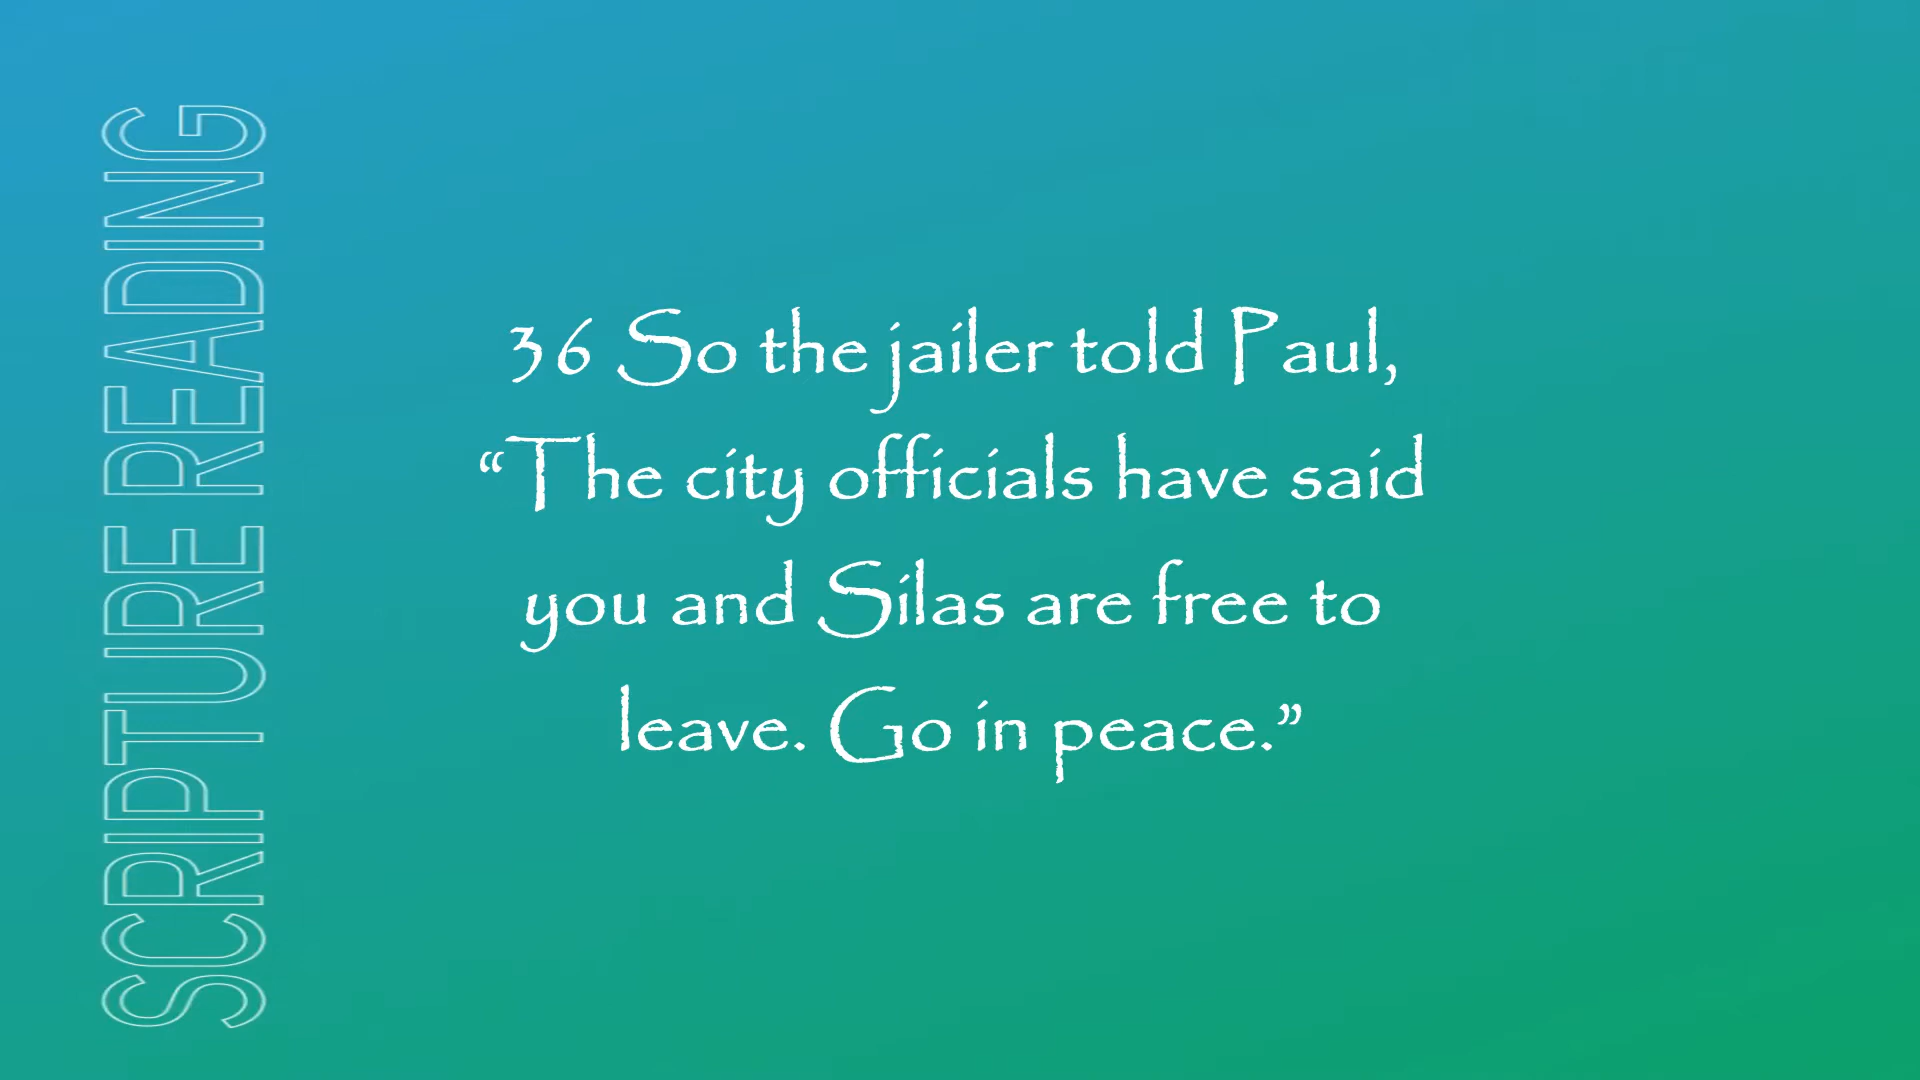 SCRIPTURE READING
36 So the jailer told Paul,
“The city officials have said
you and Silas are free to
leave. Go in peace.”